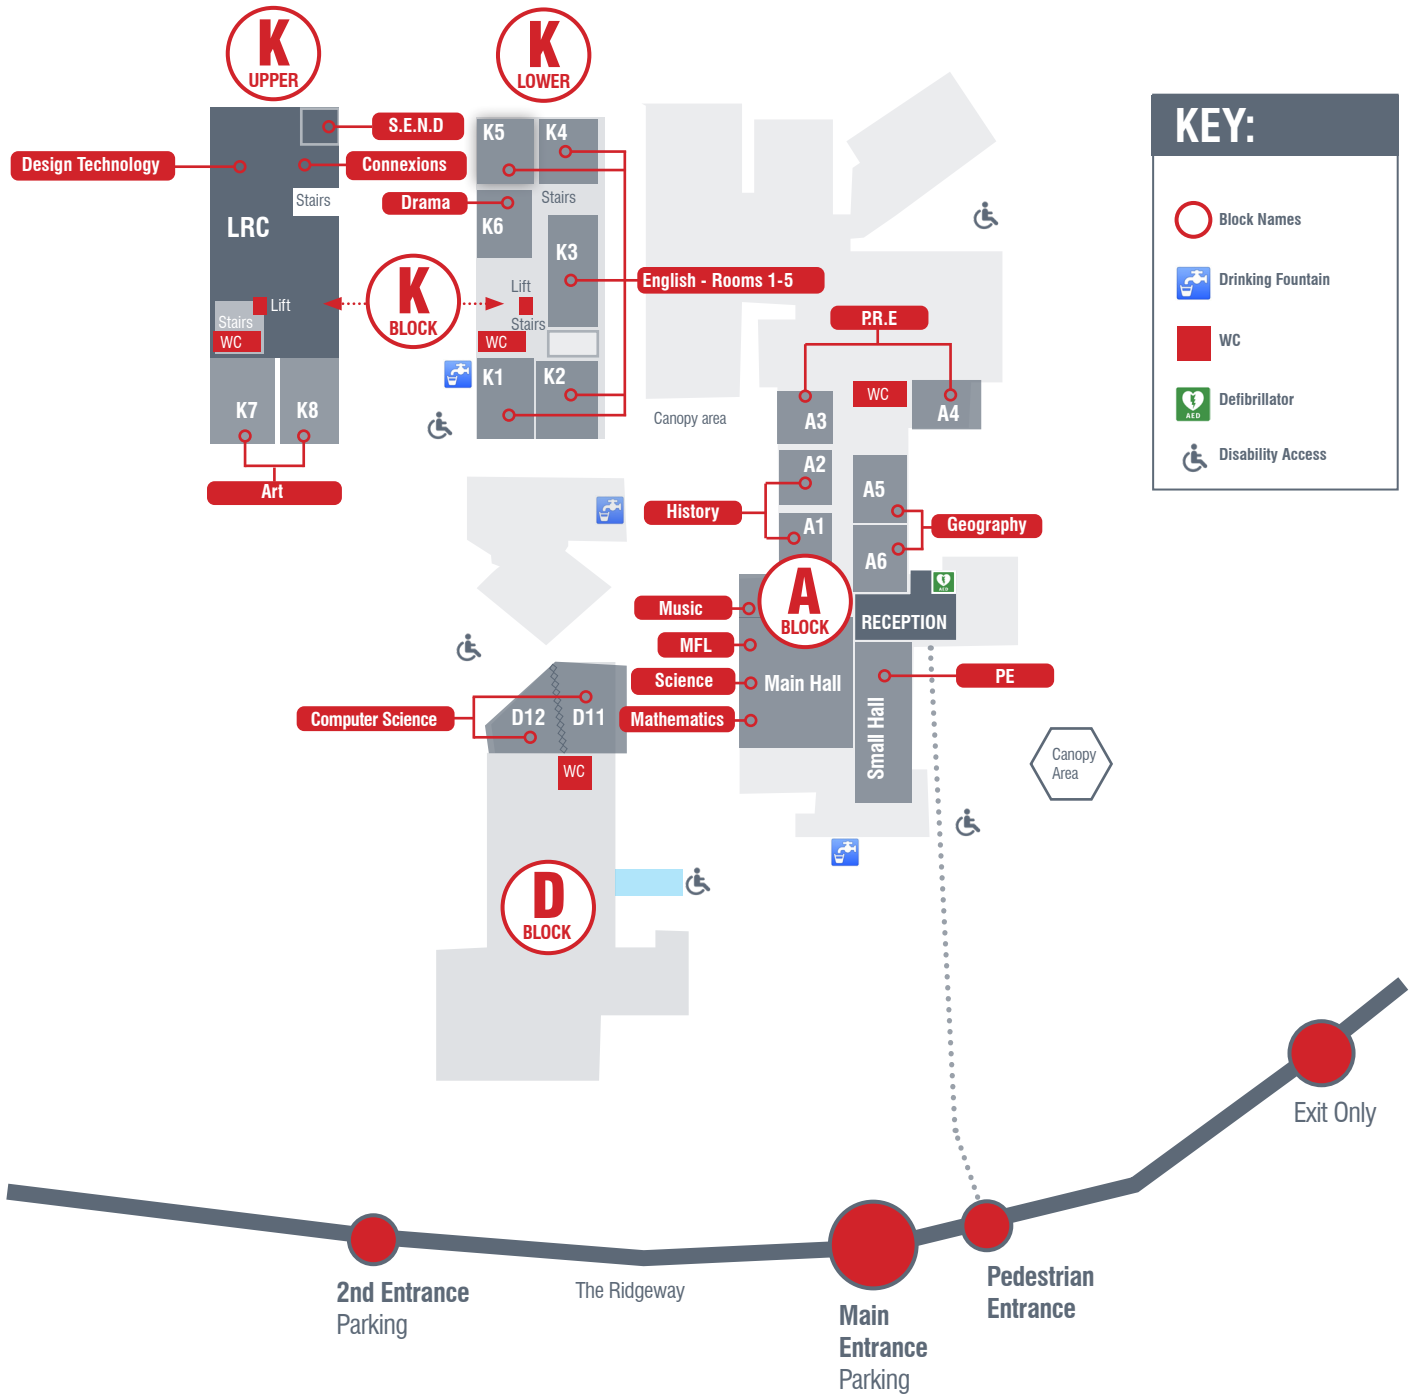 K
UPPER
K
LOWER
KEY:
Block Names
Drinking Fountain
WC
AED
Defibrillator
Disability Access
S.E.N.D
Design Technology
Connexions
Stairs
LRC
Lift
Stairs
WC
K7
K8
Art
K
BLOCK
K5
K4
Drama
Stairs
K6
K3
English - Rooms 1-5
Lift
Stairs
WC
K1
K2
Canopy area
P.R.E
WC
A3
A4
A2
History
A1
A5
Geography
A6
A
BLOCK
AED
RECEPTION
Music
MFL
Science
Mathematics
Main Hall
Small Hall
PE
Canopy
Area
Computer Science
D12
D11
WC
D
BLOCK
Exit Only
2nd Entrance
Parking
The Ridgeway
Main
Entrance
Parking
Pedestrian
Entrance